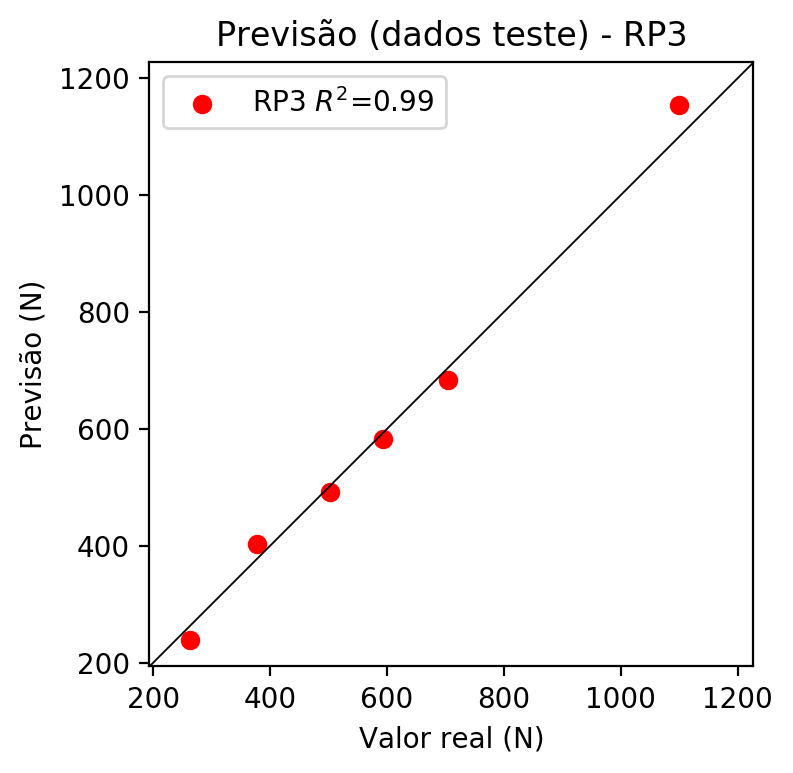 Previsão (dados teste) - RP3
RP3 R²=0.99
1200
1000
800
600
400
200
Previsão (N)
200 400 600 800 1000 1200
Valor real (N)